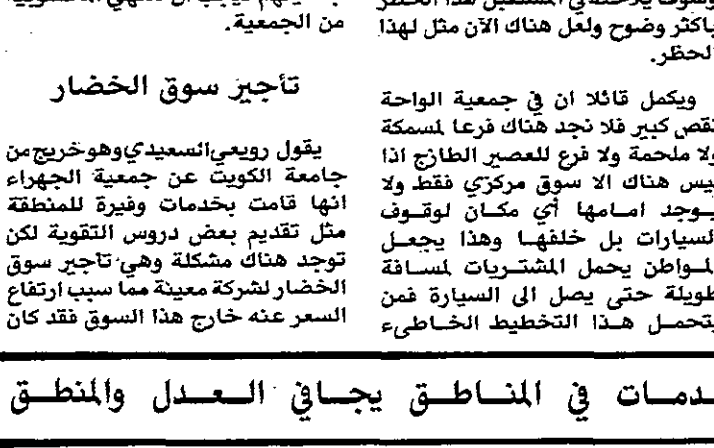 باكثر وضوح ولعل هناك الآن مثل لهذا
الحظر.
ويكمل قائلا ان في جمعية الواحة
نقص كبير فلا نجد هناك فرعا لمسمكة
ولا ملحمة ولا فرع للعصير الطازج اذا
ليس هناك الا سوق مركزي فقط ولا
يوجد امامها أي مكان لوقوف
السيارات بل خلفها وهذا يجعل
المواطن يحمل المشتريات لمسافة
طويلة حتى يصل الى السيارة فمن
يتحمل هذا التخطيط الخاطىء
من الجمعية.
تأجير سوق الخضار
يقول رويعي السعيدي وهو خريج من
جامعة الكويت عن جمعية الجهراء
انها قامت بخدمات وفيرة للمنطقة
مثل تقديم بعض دروس التقوية لكن
توجد هناك مشكلة وهي تاجير سوق
الخضار لشركة معينة مما سبب ارتفاع
السعر عنه خارج هذا السوق فقد كان
ـدمات في المناطق يجافي العدل والمنطق